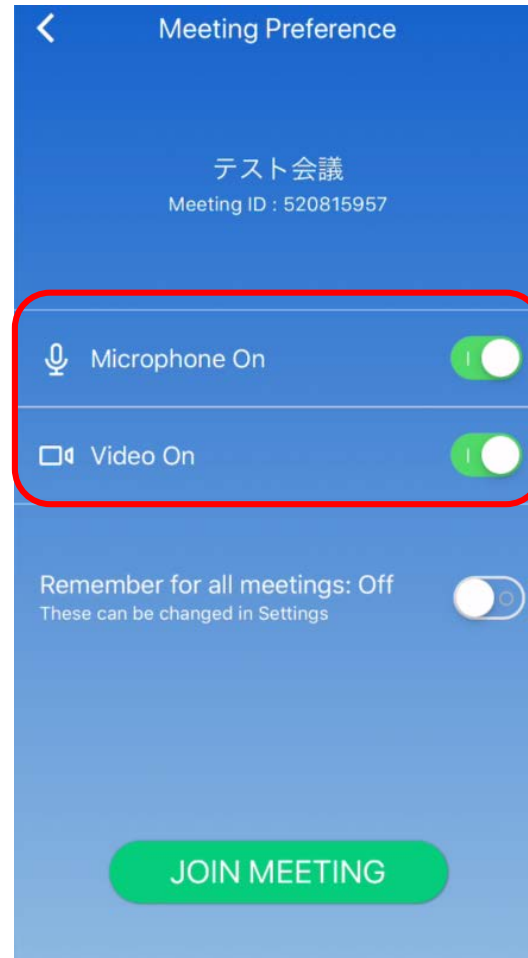 Meeting Preference
テスト会議
Meeting ID : 520815957
Microphone On
Video On
Remember for all meetings: Off
These can be changed in Settings
JOIN MEETING